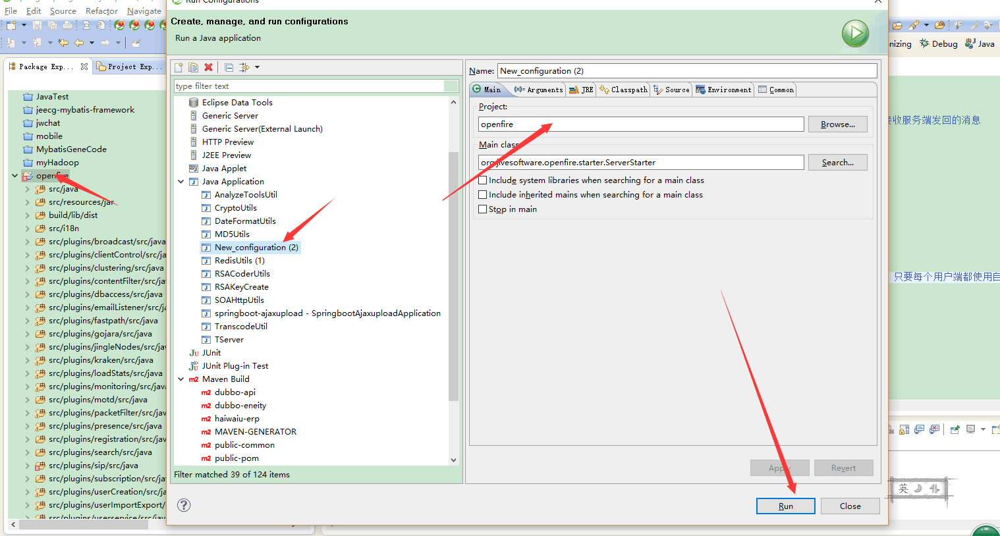 Run Configurations
File Edit Source Refactor Navigate
Create, manage, and run configurations
Run a Java application
Debug
Java
Package Exp...
Project Exp...
JavaTest
jeecg-mybatis-framework
jwchat
mobile
MybatisGeneCode
myHadoop
openfire
src/java
src/resources/jar
build/lib/dist
src/i18n
src/plugins/broadcast/src/java
src/plugins/clientControl/src/ja
src/plugins/clustering/src/java
src/plugins/contentFilter/src/ja
src/plugins/dbaccess/src/java
src/plugins/emailListener/src/ja
src/plugins/fastpath/src/java
src/plugins/gojara/src/java
src/plugins/jingleNodes/src/jav
src/plugins/kraken/src/java
src/plugins/loadStats/src/java
src/plugins/monitoring/src/java
src/plugins/motd/src/java
src/plugins/packetFilter/src/jav
src/plugins/presence/src/java
src/plugins/registration/src/jav
src/plugins/search/src/java
src/plugins/sip/src/java
src/plugins/subscription/src/jav
src/plugins/userCreation/src/ja
src/plugins/userImportExport/
src/plugins/userservice/src/jav
type filter text
Eclipse Data Tools
Generic Server
Generic Server(External Launch)
HTTP Preview
J2EE Preview
Java Applet
Java Application
AnalyzeToolsUtil
CryptoUtils
DateFormatUtils
MD5Utils
New_configuration (2)
RedisUtils (1)
RSACoderUtils
RSAKeyCreate
SOAHttpUtils
springboot-ajaxupload - SpringbootAjaxuploadApplication
TranscodeUtil
TServer
JUnit
JUnit Plug-in Test
Maven Build
dubbo-api
dubbo-eneity
haiwaiu-erp
MAVEN-GENERATOR
public-common
public-pom
Filter matched 39 of 124 items
Name: New_configuration (2)
Main (x)= Arguments JRE Classpath Source Environment Common
Project:
openfire
Browse...
Main class:
org.jivesoftware.openfire.starter.ServerStarter
Search...
Include system libraries when searching for a main class
Include inherited mains when searching for a main class
Stop in main
Apply
Revert
Run
Close
收服务端发回的消息
只要每个用户端都使用自
英